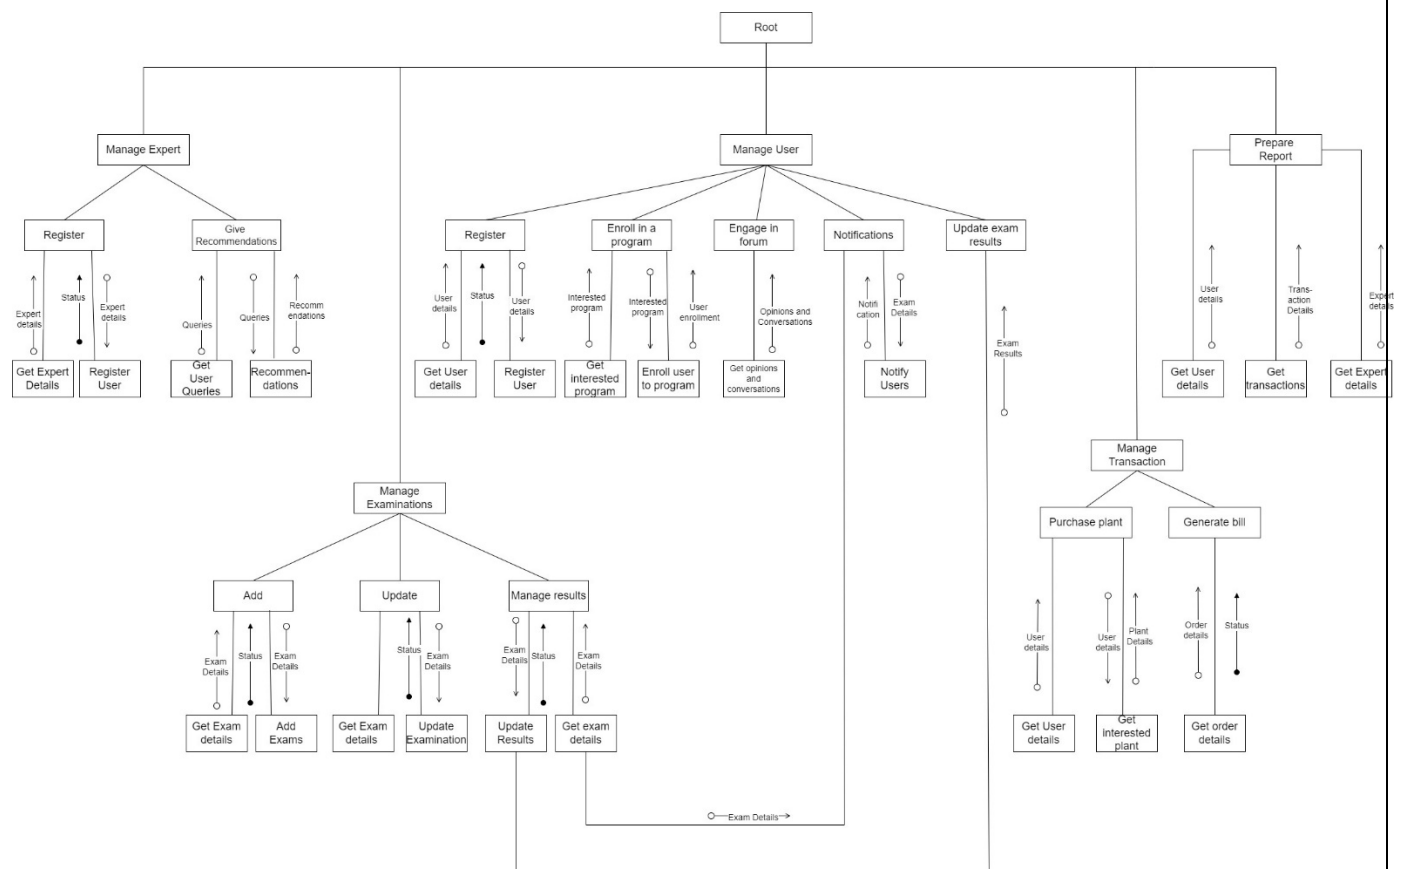 Root
Manage Expert
Manage User
Prepare
Report
Register
Give
Recommendations
Register
Enroll in a
program
Engage in
forum
Notifications
Update exam
results
Expert
details
Status
Expert
details
Queries
Queries
Recomm
endations
User
details
Status
User
details
Interested
program
Interested
program
User
enrollment
Opinions and
Conversations
Notifi
cation
Exam
Details
Exam
Results
User
details
Trans-
action
Details
Expert
details
Get Expert
Details
Register
User
Get
User
Queries
Recommen-
dations
Get User
details
Register
User
Get
interested
program
Enroll user
to program
Get opinions
and
conversations
Notify
Users
Get User
details
Get
transactions
Get Expert
details
Manage
Transaction
Manage
Examinations
Purchase plant
Generate bill
Add
Update
Manage results
Exam
Details
Status
Exam
Details
Status
Exam
Details
Exam
Details
Status
Exam
Details
User
details
User
details
Plant
Details
Order
details
Status
Get Exam
details
Add
Exams
Get Exam
details
Update
Examination
Update
Results
Get exam
details
Get User
details
Get
interested
plant
Get order
details
Exam Details